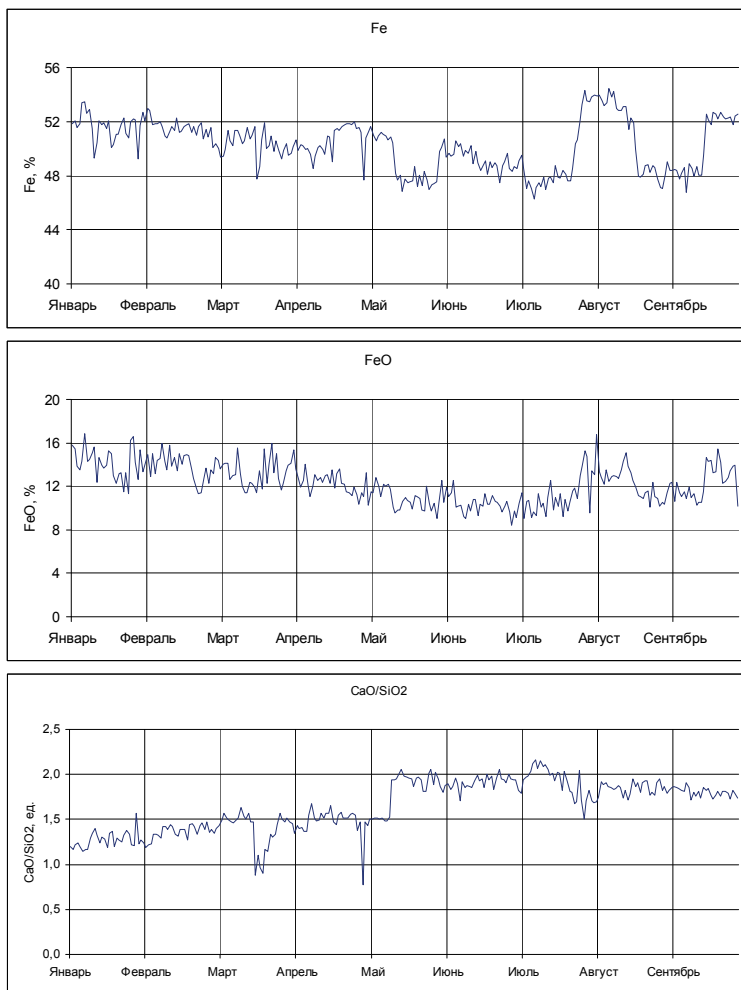 Fe
Fe, %
56
52
48
44
40
Январь Февраль Март Апрель Май Июнь Июль Август Сентябрь
FeO
FeO, %
20
16
12
8
4
0
Январь Февраль Март Апрель Май Июнь Июль Август Сентябрь
CaO/SiO2
CaO/SiO2, ед.
2,5
2,0
1,5
1,0
0,5
0,0
Январь Февраль Март Апрель Май Июнь Июль Август Сентябрь